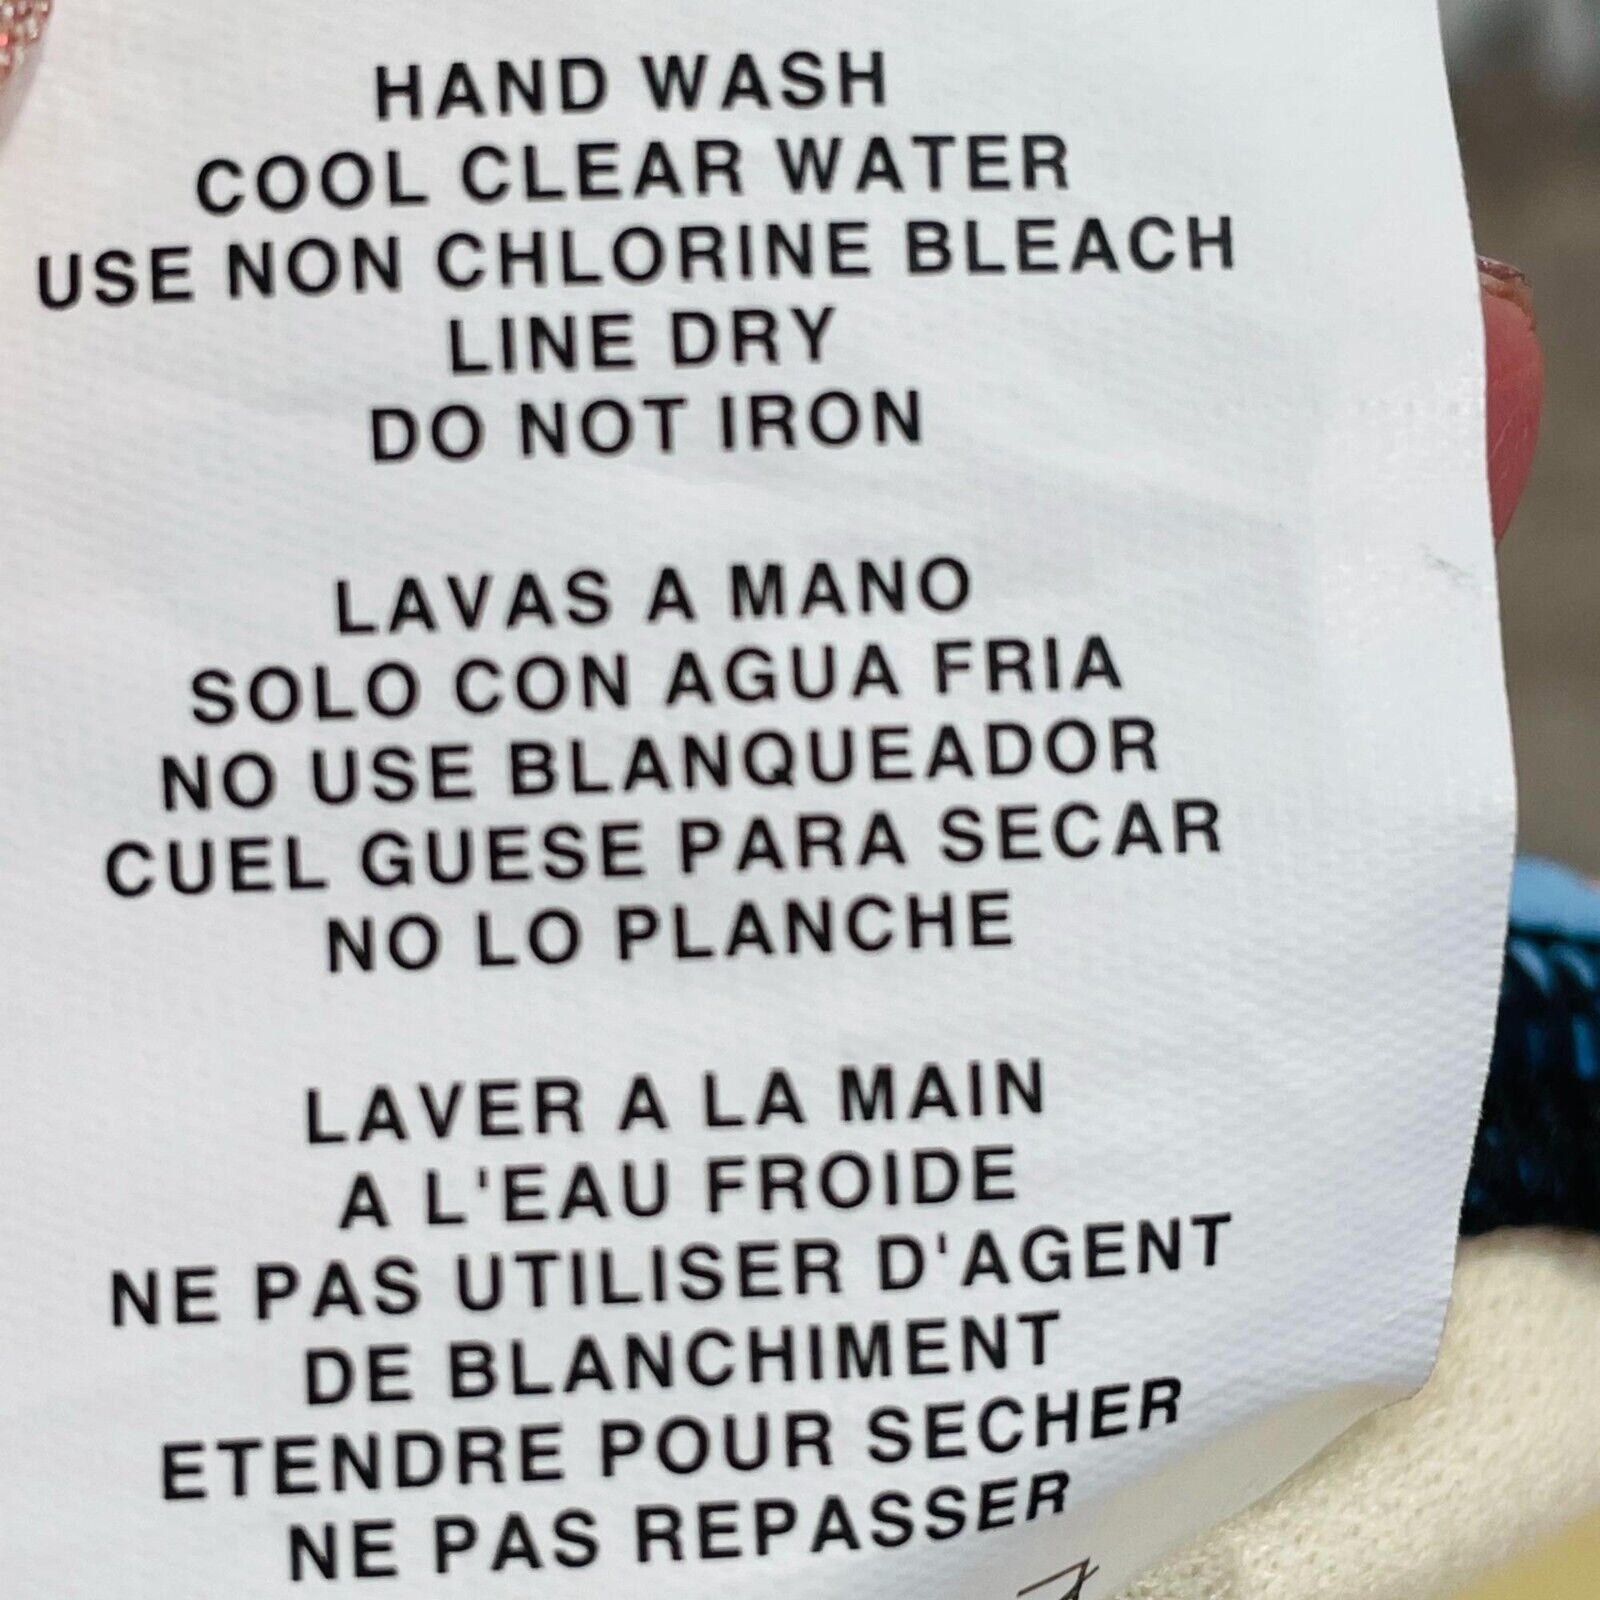 HAND WASH
COOL CLEAR WATER
USE NON CHLORINE BLEACH
LINE DRY
DO NOT IRON
LAVAS A MANO
SOLO CON AGUA FRIA
NO USE BLANQUEADOR
CUEL GUESE PARA SECAR
NO LO PLANCHE
LAVER A LA MAIN
A L'EAU FROIDE
NE PAS UTILISER D'AGENT
DE BLANCHIMENT
ETENDRE POUR SECHER
NE PAS REPASSER